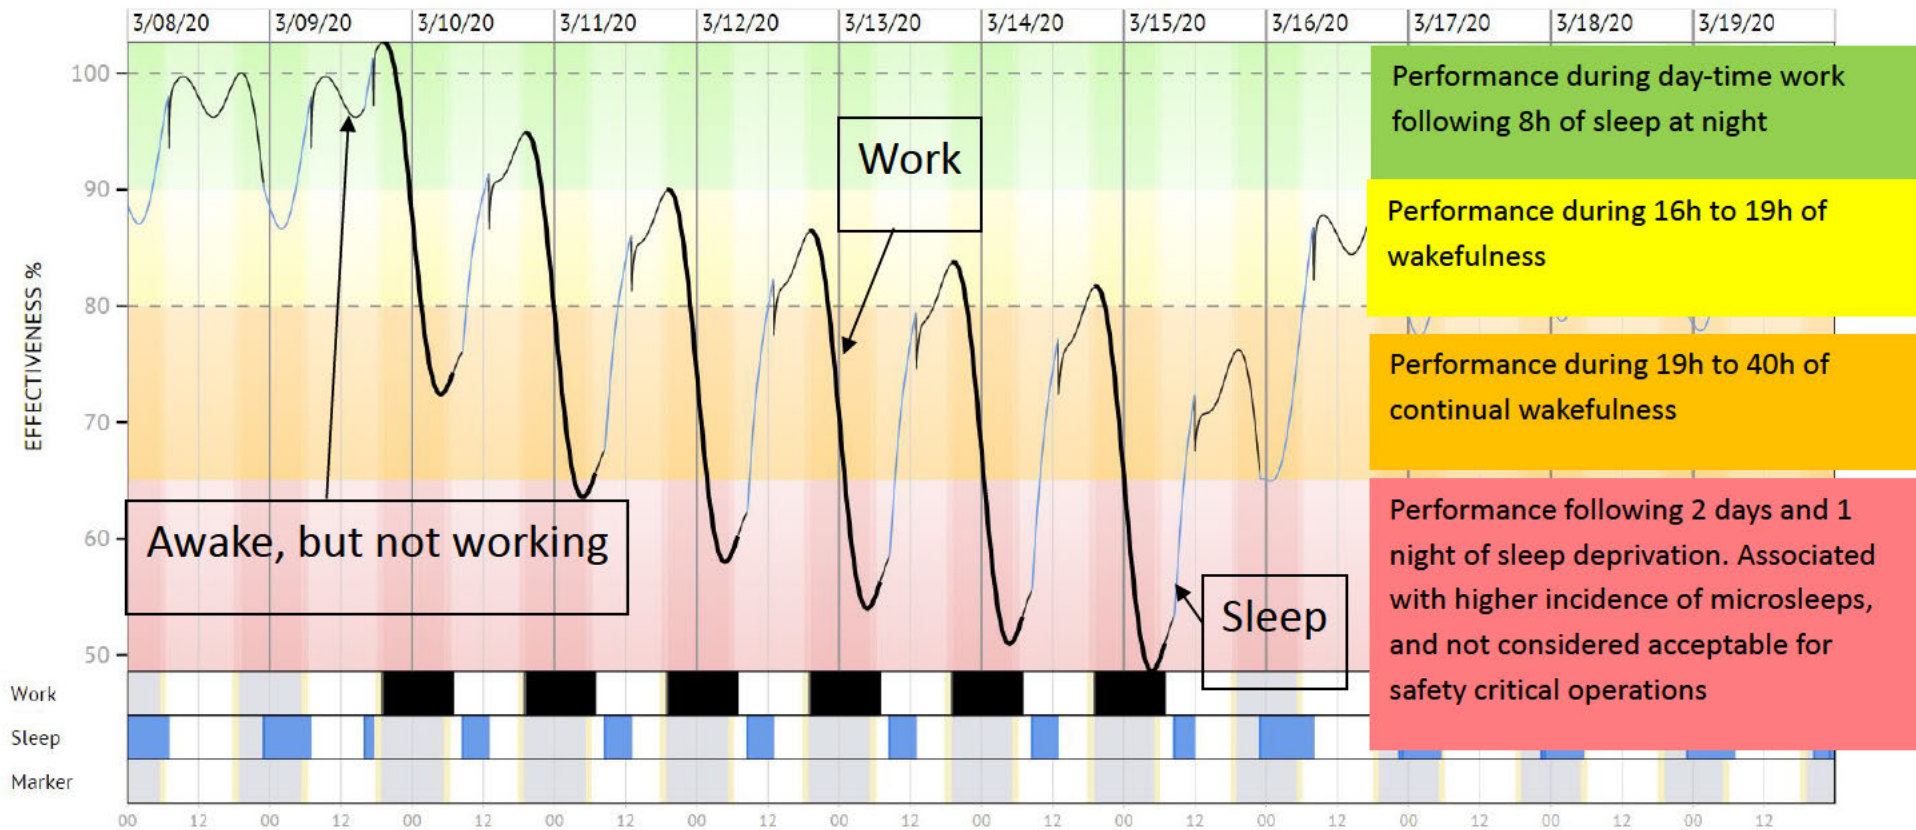 3/08/20 3/09/20 3/10/20 3/11/20 3/12/20 3/13/20 3/14/20 3/15/20 3/16/20 3/17/20 3/18/20 3/19/20
EFFECTIVENESS %
100
90
80
70
60
50
Work
Awake, but not working
Sleep
Performance during day-time work
following 8h of sleep at night
Performance during 16h to 19h of
wakefulness
Performance during 19h to 40h of
continual wakefulness
Performance following 2 days and 1
night of sleep deprivation. Associated
with higher incidence of microsleeps,
and not considered acceptable for
safety critical operations
Work
Sleep
Marker
00 12 00 12 00 12 00 12 00 12 00 12 00 12 00 12 00 12 00 12 00 12 00 12